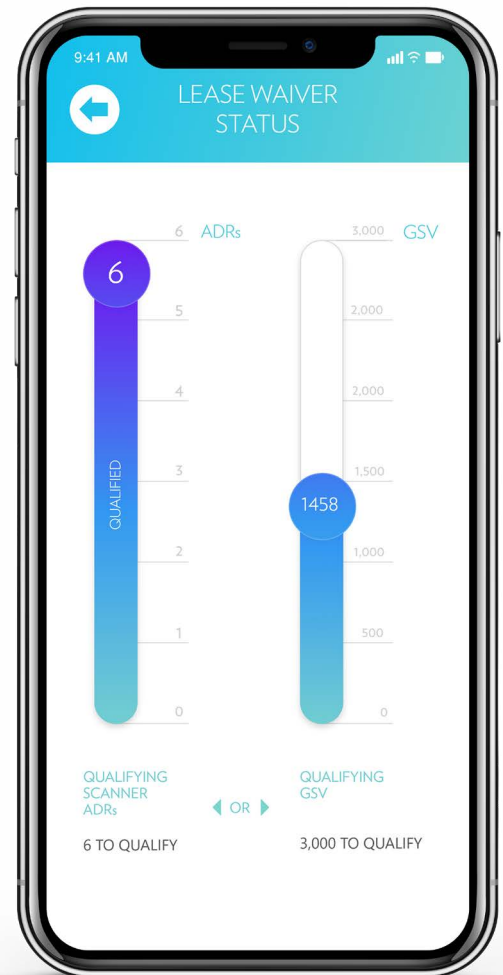 9:41 AM
LEASE WAIVER
STATUS
6 ADRs
6
5
4
3
QUALIFIED
2
1
0
3,000 GSV
2,000
2,000
1,500
1458
1,000
500
0
QUALIFYING
SCANNER
ADRs
6 TO QUALIFY
OR
QUALIFYING
GSV
3,000 TO QUALIFY